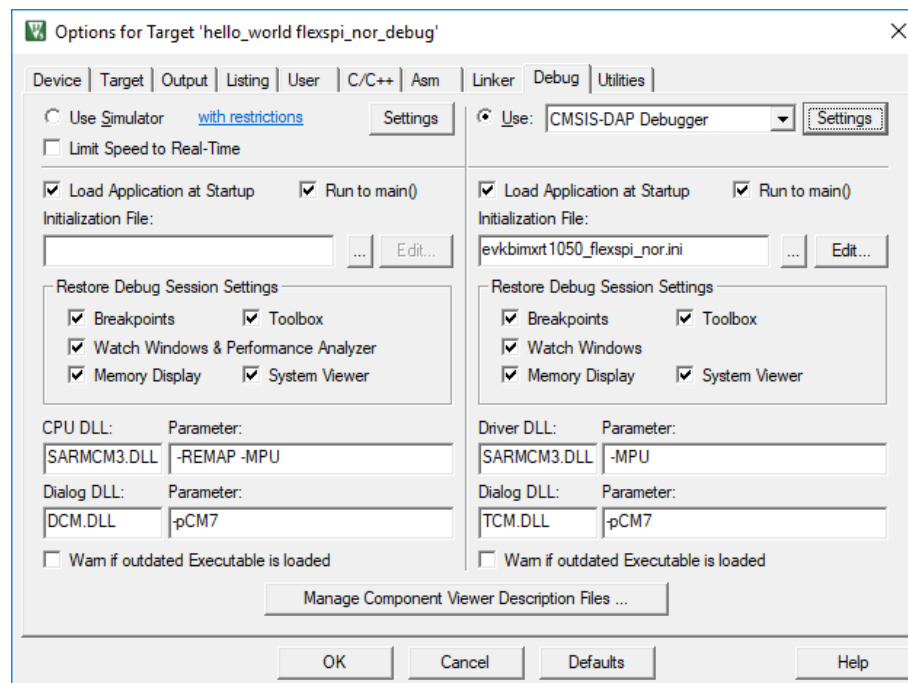 Options for Target 'hello_world flexspi_nor_debug'
Device Target Output Listing User C/C++ Asm Linker Debug Utilities
Use Simulator with restrictions Settings
Limit Speed to Real-Time
Use: CMSIS-DAP Debugger Settings
Load Application at Startup Run to main()
Initialization File:
... Edit...
Restore Debug Session Settings
Breakpoints Toolbox
Watch Windows & Performance Analyzer
Memory Display System Viewer
CPU DLL: Parameter:
SARMCM3.DLL -REMAP -MPU
Dialog DLL: Parameter:
DCM.DLL -pCM7
Warn if outdated Executable is loaded
Load Application at Startup Run to main()
Initialization File:
evkbimxrt1050_flexspi_nor.ini ... Edit...
Restore Debug Session Settings
Breakpoints Toolbox
Watch Windows
Memory Display System Viewer
Driver DLL: Parameter:
SARMCM3.DLL -MPU
Dialog DLL: Parameter:
TCM.DLL -pCM7
Warn if outdated Executable is loaded
Manage Component Viewer Description Files ...
OK Cancel Defaults Help